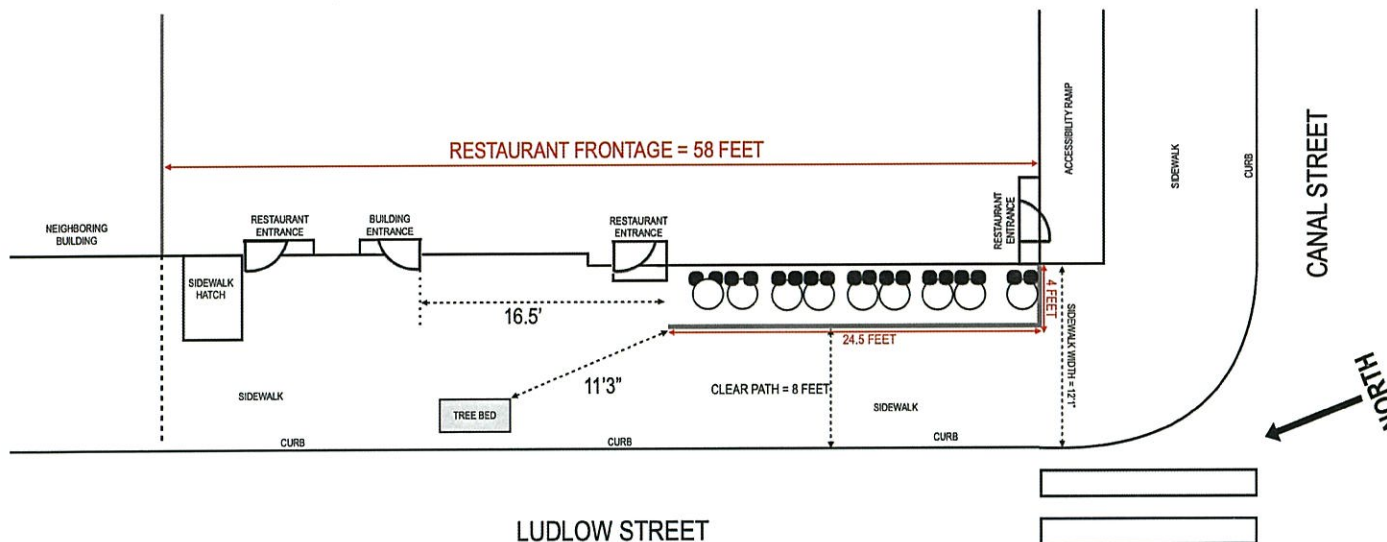 RESTAURANT FRONTAGE = 58 FEET
ACCESSIBILITY RAMP
SIDEWALK
CURB
CANAL STREET
NEIGHBORING
BUILDING
RESTAURANT
ENTRANCE
BUILDING
ENTRANCE
RESTAURANT
ENTRANCE
RESTAURANT
ENTRANCE
SIDEWALK
HATCH
16.5'
4 FEET
24.5 FEET
SIDEWALK WIDTH = 12'1"
11'3"
CLEAR PATH = 8 FEET
SIDEWALK
TREE BED
SIDEWALK
CURB
CURB
CURB
NORTH
LUDLOW STREET